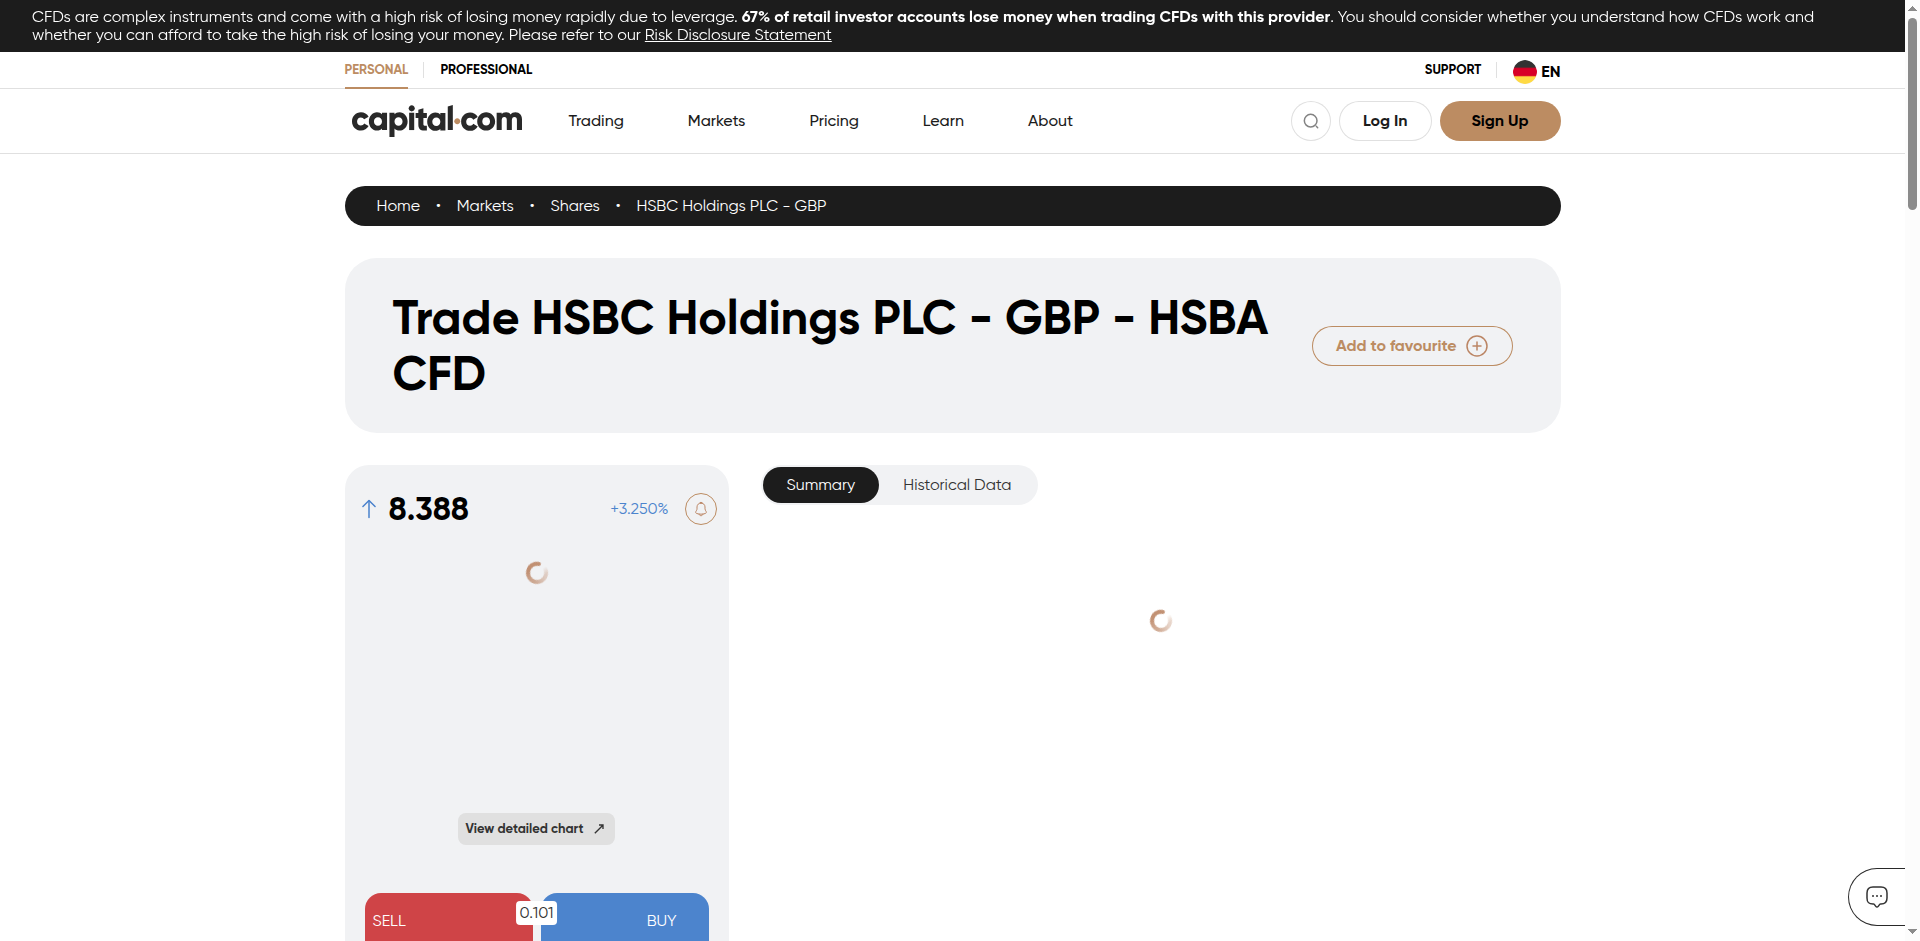 CFDs are complex instruments and come with a high risk of losing money rapidly due to leverage. 67% of retail investor accounts lose money when trading CFDs with this provider. You should consider whether you understand how CFDs work and
whether you can afford to take the high risk of losing your money. Please refer to our Risk Disclosure Statement
PERSONAL PROFESSIONAL SUPPORT EN
capital.com Trading Markets Pricing Learn About Log In Sign Up
Home • Markets • Shares • HSBC Holdings PLC - GBP
Trade HSBC Holdings PLC - GBP - HSBA
CFD
Add to favourite
8.388 +3.250%
Summary Historical Data
View detailed chart
SELL 0.101 BUY